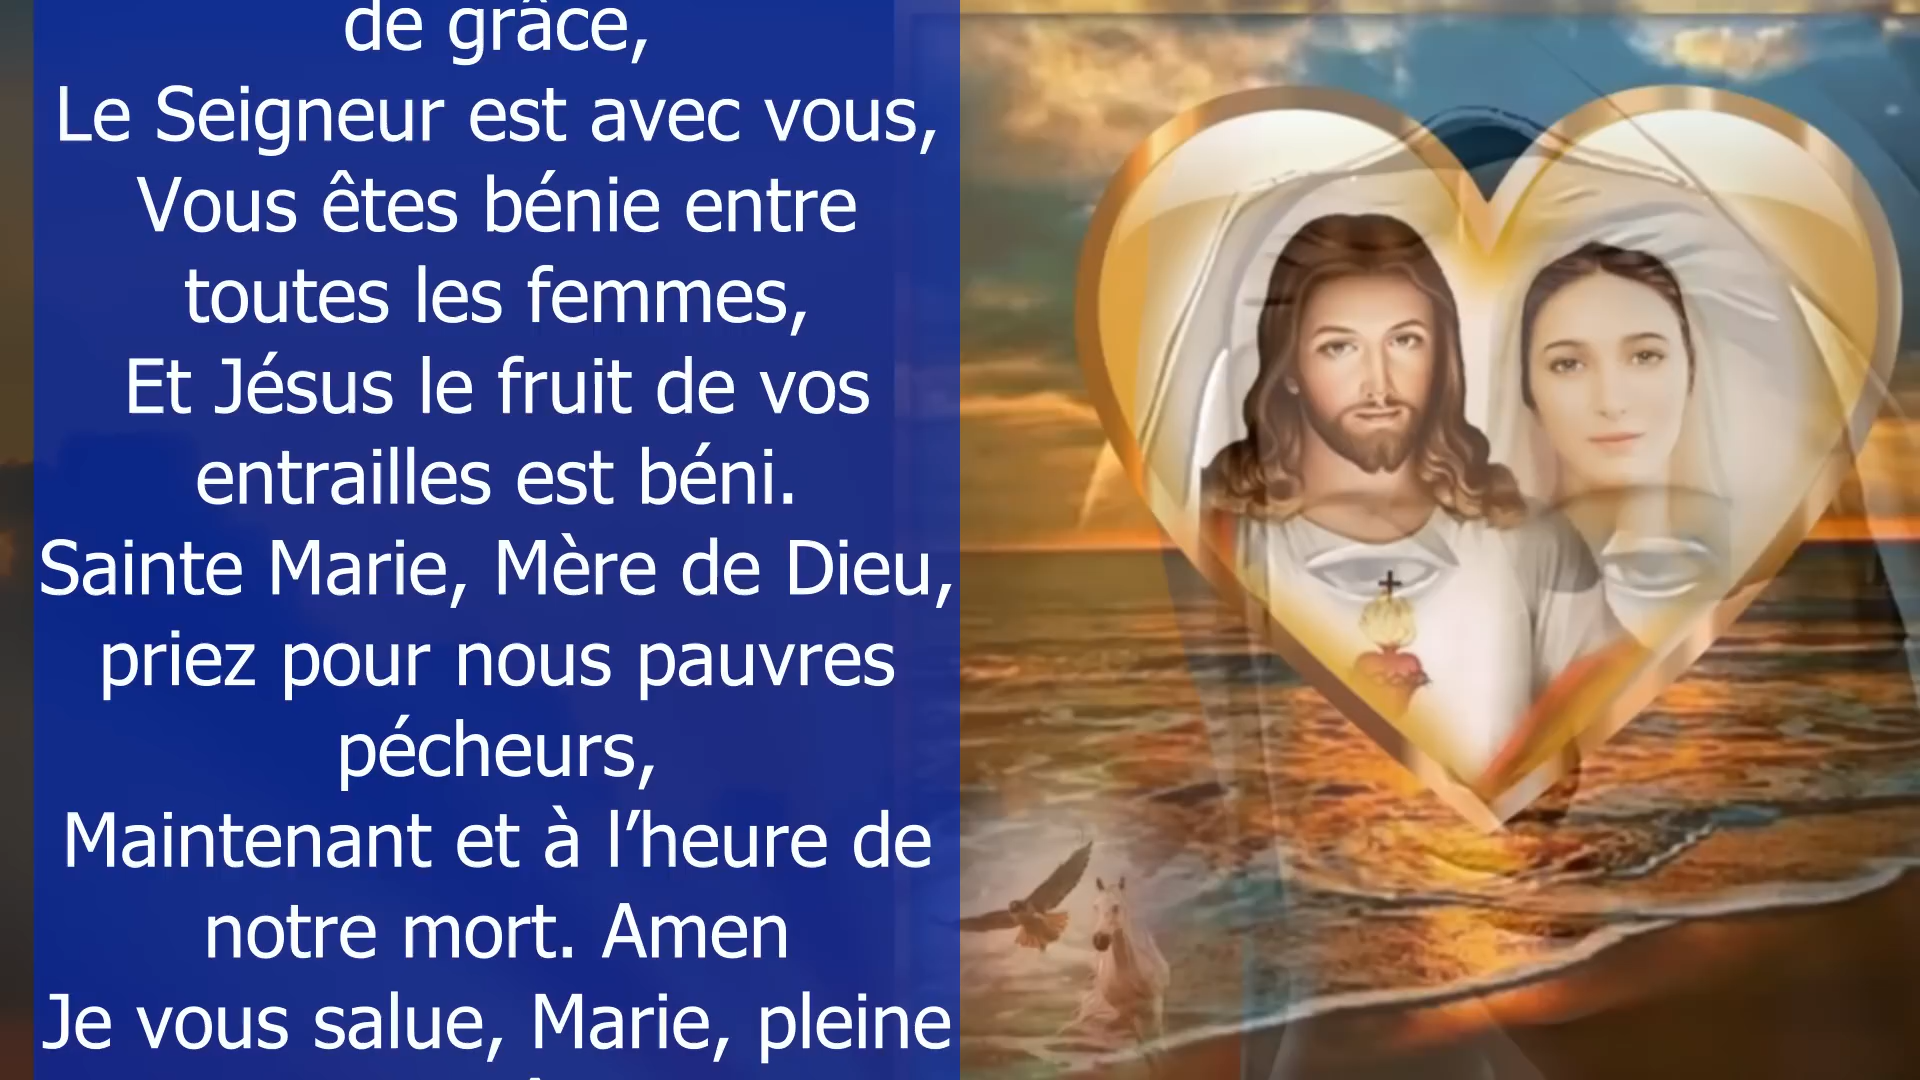 de grâce,
Le Seigneur est avec vous,
Vous êtes bénie entre
toutes les femmes,
Et Jésus le fruit de vos
entrailles est béni.
Sainte Marie, Mère de Dieu,
priez pour nous pauvres
pécheurs,
Maintenant et à l’heure de
notre mort. Amen
Je vous salue, Marie, pleine